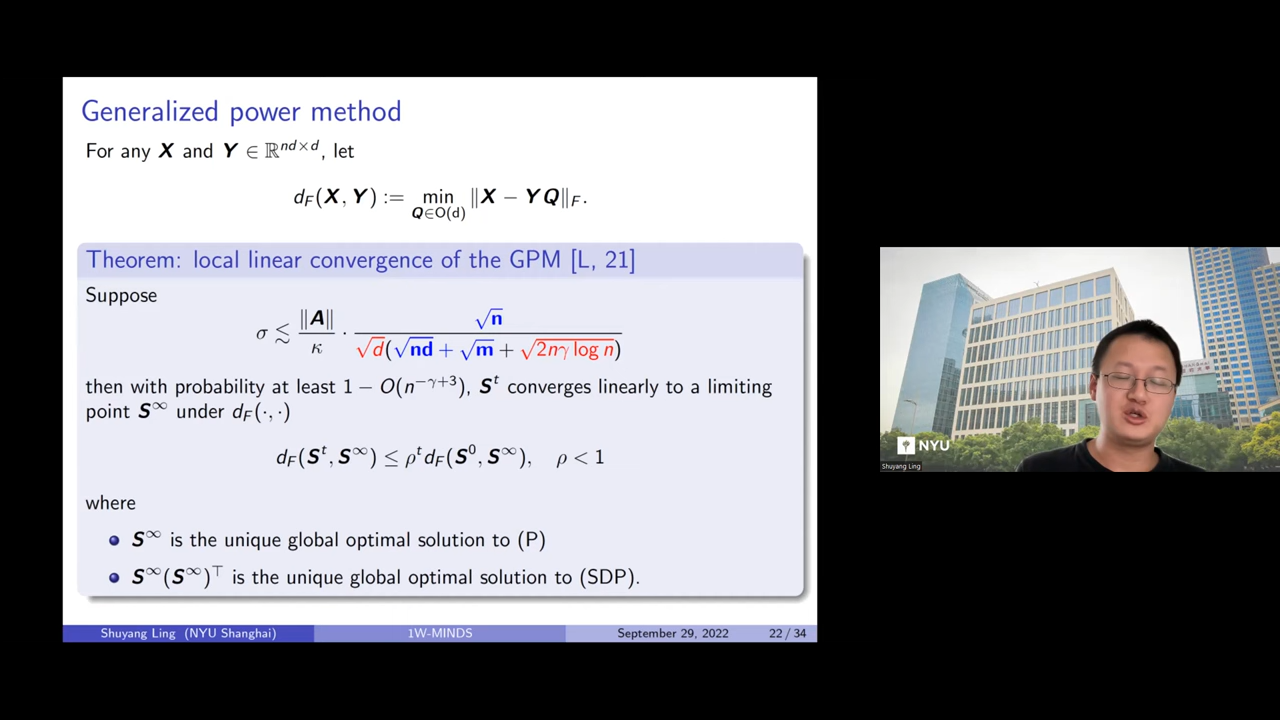 Generalized power method
For any X and Y ∈ ℝ^{nd×d}, let
d_F(X, Y) := min_{Q∈O(d)} ‖X − YQ‖_F.
Theorem: local linear convergence of the GPM [L, 21]
Suppose
σ ≲ ‖A‖/κ · √n / (√d(√nd + √m + √(2nγ log n)))
then with probability at least 1 − O(n^{−γ+3}), S^t converges linearly to a limiting
point S^∞ under d_F(·, ·)
d_F(S^t, S^∞) ≤ ρ^t d_F(S^0, S^∞), ρ < 1
where
S^∞ is the unique global optimal solution to (P)
S^∞(S^∞)^⊤ is the unique global optimal solution to (SDP).
Shuyang Ling (NYU Shanghai) 1W-MINDS September 29, 2022 22 / 34
NYU
Shuyang Ling